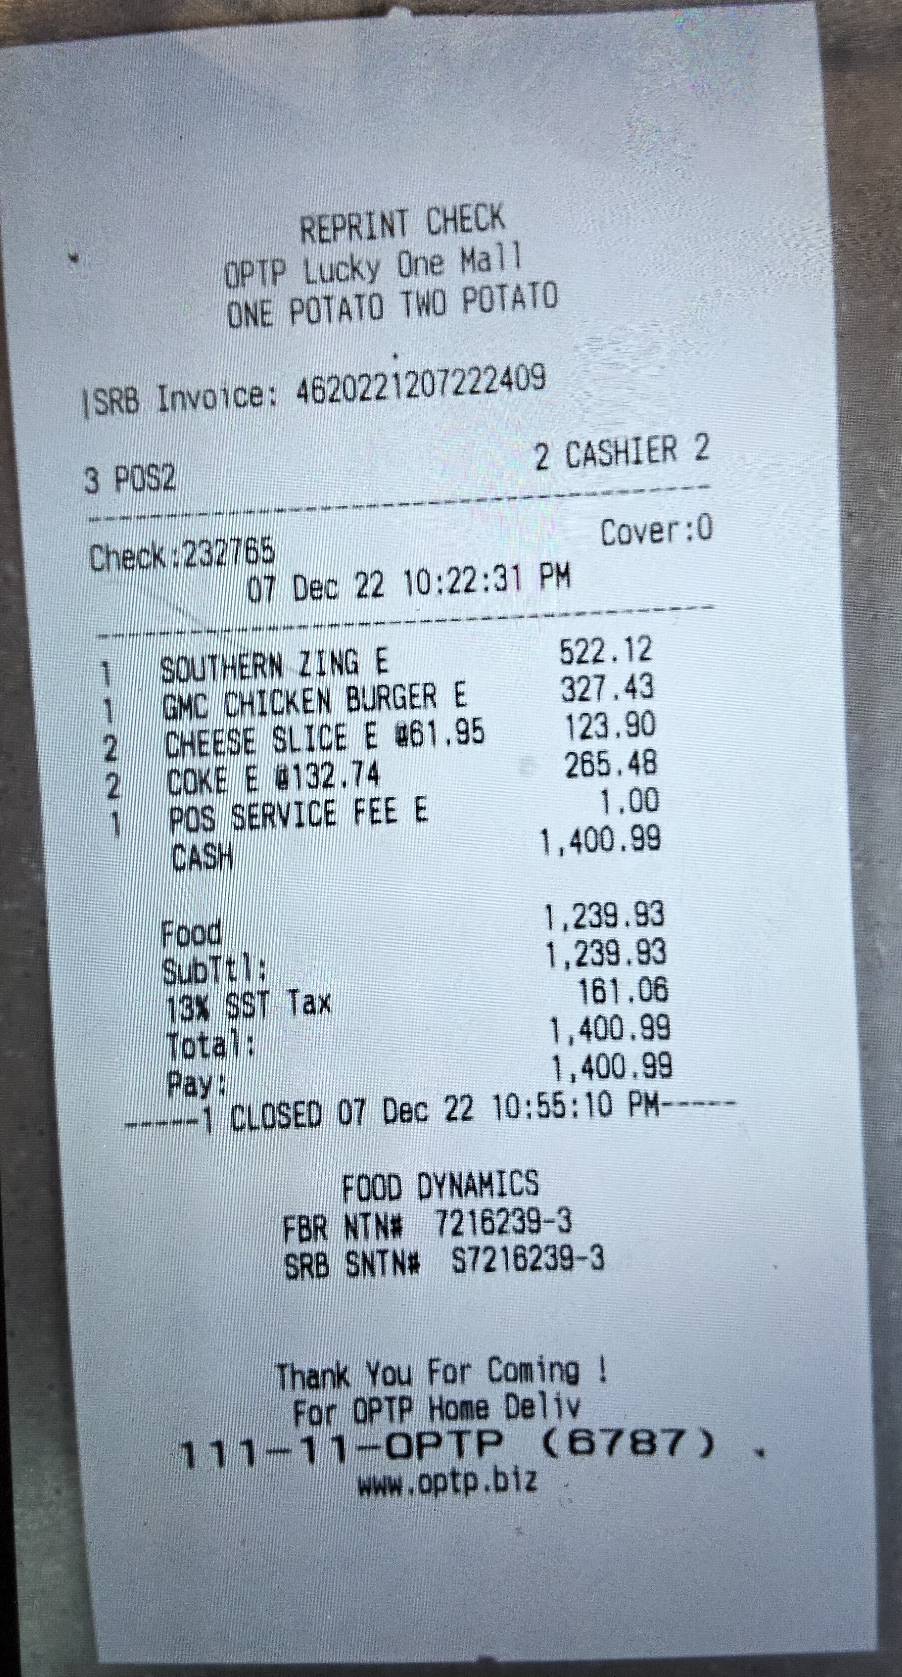 REPRINT CHECK
OPTP Lucky One Mall
ONE POTATO TWO POTATO
|SRB Invoice: 4620221207222409
3 POS2 2 CASHIER 2
--------------------------------------
Check:232765 Cover:0
07 Dec 22 10:22:31 PM
--------------------------------------
1 SOUTHERN ZING E 522.12
1 GMC CHICKEN BURGER E 327.43
2 CHEESE SLICE E @61.95 123.90
2 COKE E @132.74 265.48
1 POS SERVICE FEE E 1.00
CASH 1,400.99
Food 1,239.93
SubTtl: 1,239.93
13% SST Tax 161.06
Total: 1,400.99
Pay: 1,400.99
-----1 CLOSED 07 Dec 22 10:55:10 PM-----
FOOD DYNAMICS
FBR NTN# 7216239-3
SRB SNTN# S7216239-3
Thank You For Coming !
For OPTP Home Deliv
111-11-OPTP (6787) .
www.optp.biz